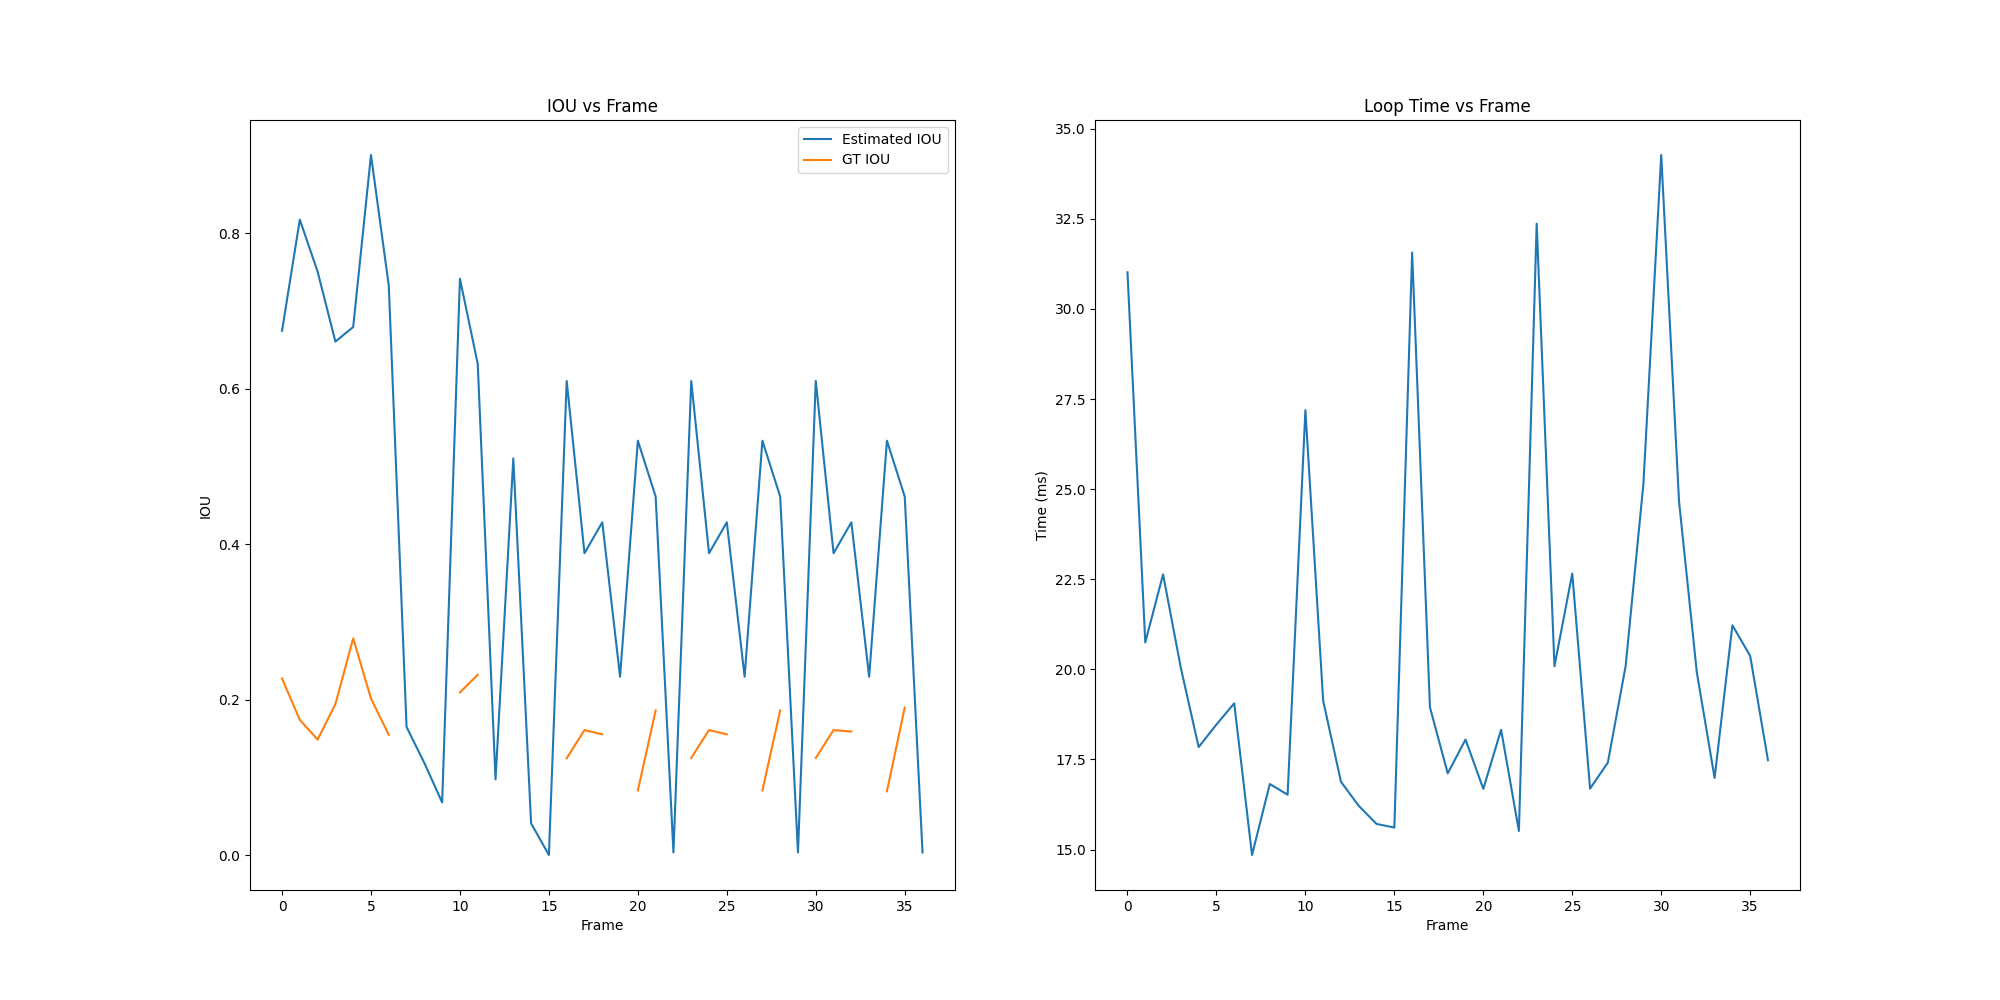 IOU vs Frame
Estimated IOU
GT IOU
0.8
0.6
0.4
0.2
0.0
IOU
0 5 10 15 20 25 30 35
Frame
Loop Time vs Frame
35.0
32.5
30.0
27.5
25.0
22.5
20.0
17.5
15.0
Time (ms)
0 5 10 15 20 25 30 35
Frame